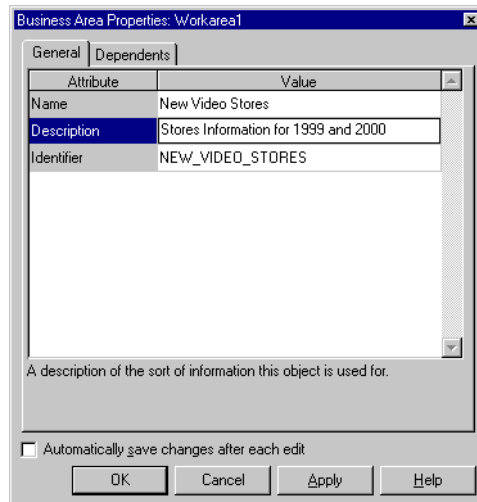 Business Area Properties: Workarea1
General Dependents
Attribute Value
Name New Video Stores
Description Stores Information for 1999 and 2000
Identifier NEW_VIDEO_STORES
A description of the sort of information this object is used for.
Automatically save changes after each edit
OK Cancel Apply Help